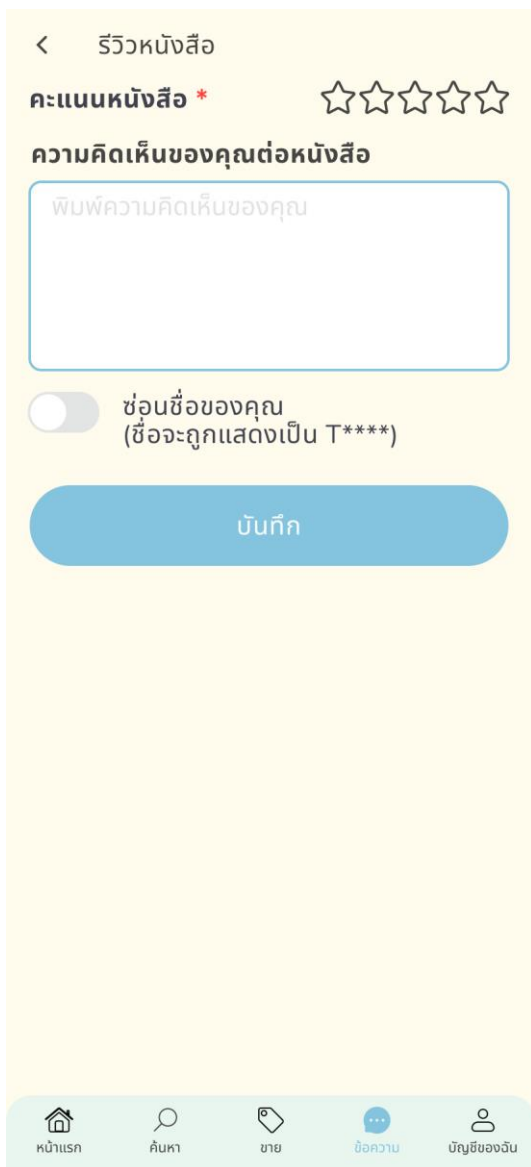 รีวิวหนังสือ
คะแนนหนังสือ *
ความคิดเห็นของคุณต่อหนังสือ
พิมพ์ความคิดเห็นของคุณ
ซ่อนชื่อของคุณ
(ชื่อจะถูกแสดงเป็น T****)
บันทึก
หน้าแรก ค้นหา ขาย ข้อความ บัญชีของฉัน